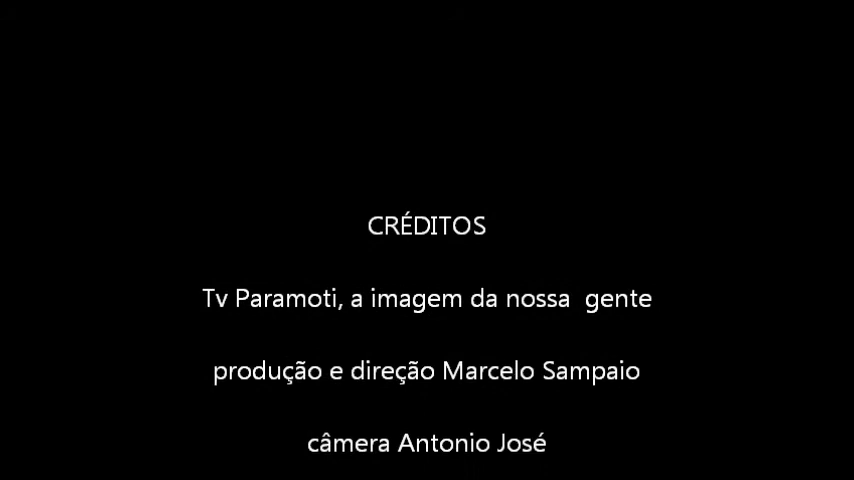 CRÉDITOS
Tv Paramoti, a imagem da nossa  gente
produção e direção Marcelo Sampaio
câmera Antonio José